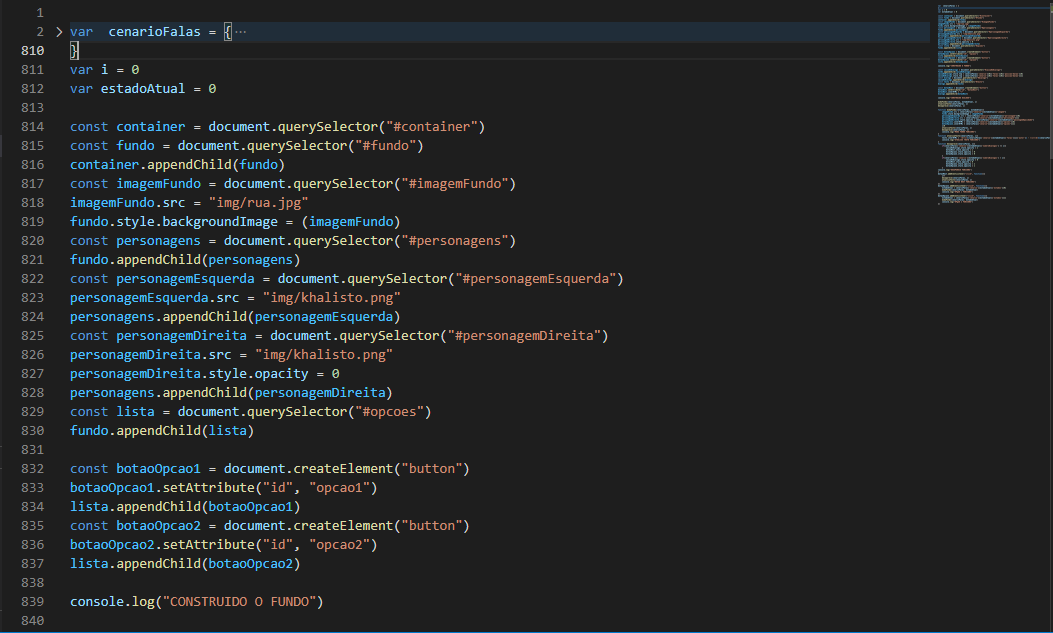 1
2 var  cenarioFalas = {···
810 }
811 var i = 0
812 var estadoAtual = 0
813
814 const container = document.querySelector("#container")
815 const fundo = document.querySelector("#fundo")
816 container.appendChild(fundo)
817 const imagemFundo = document.querySelector("#imagemFundo")
818 imagemFundo.src = "img/rua.jpg"
819 fundo.style.backgroundImage = (imagemFundo)
820 const personagens = document.querySelector("#personagens")
821 fundo.appendChild(personagens)
822 const personagemEsquerda = document.querySelector("#personagemEsquerda")
823 personagemEsquerda.src = "img/khalisto.png"
824 personagens.appendChild(personagemEsquerda)
825 const personagemDireita = document.querySelector("#personagemDireita")
826 personagemDireita.src = "img/khalisto.png"
827 personagemDireita.style.opacity = 0
828 personagens.appendChild(personagemDireita)
829 const lista = document.querySelector("#opcoes")
830 fundo.appendChild(lista)
831
832 const botaoOpcao1 = document.createElement("button")
833 botaoOpcao1.setAttribute("id", "opcao1")
834 lista.appendChild(botaoOpcao1)
835 const botaoOpcao2 = document.createElement("button")
836 botaoOpcao2.setAttribute("id", "opcao2")
837 lista.appendChild(botaoOpcao2)
838
839 console.log("CONSTRUIDO O FUNDO")
840